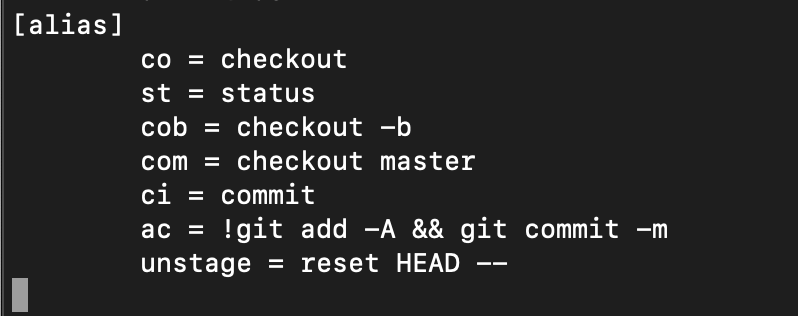 [alias]
co = checkout
st = status
cob = checkout -b
com = checkout master
ci = commit
ac = !git add -A && git commit -m
unstage = reset HEAD --